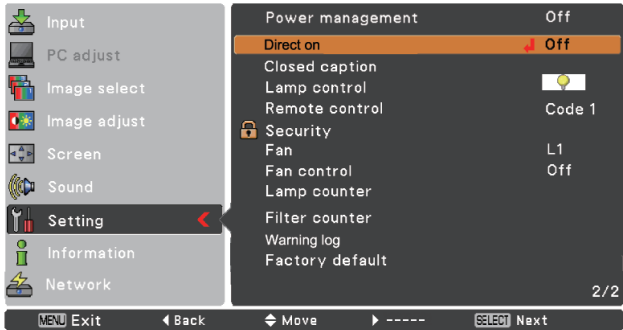 Input
PC adjust
Image select
Image adjust
Screen
Sound
Setting
Information
Network
Power management Off
Direct on Off
Closed caption
Lamp control
Remote control Code 1
Security
Fan L1
Fan control Off
Lamp counter
Filter counter
Warning log
Factory default
2/2
MENU Exit Back Move ----- SELECT Next